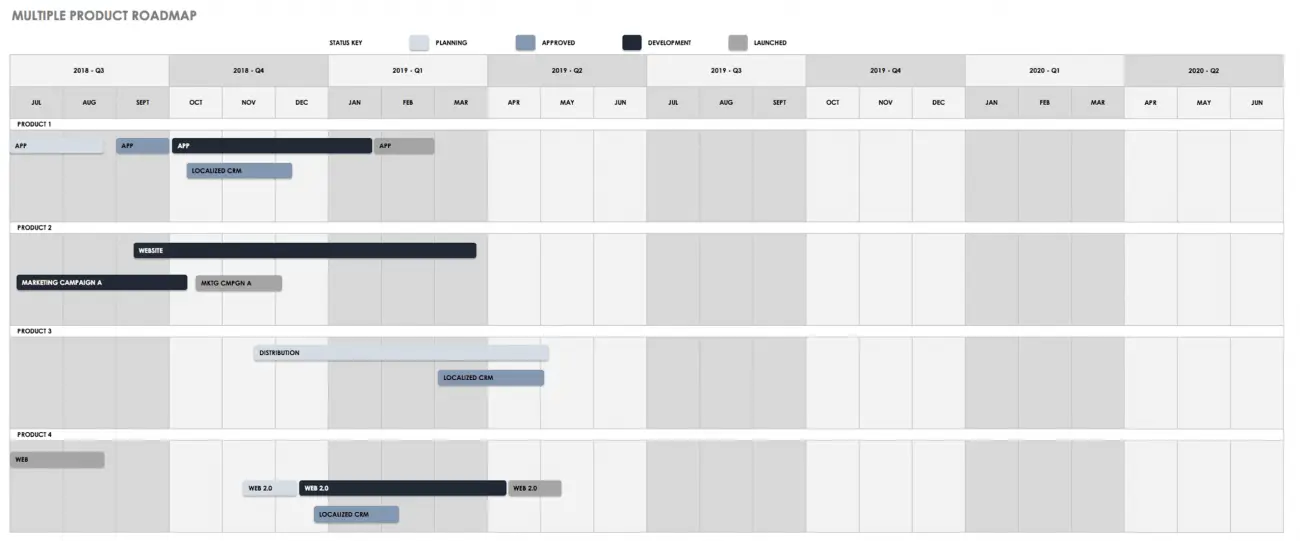 MULTIPLE PRODUCT ROADMAP
STATUS KEY PLANNING APPROVED DEVELOPMENT LAUNCHED
2018 - Q3 2018 - Q4 2019 - Q1 2019 - Q2 2019 - Q3 2019 - Q4 2020 - Q1 2020 - Q2
JUL AUG SEPT OCT NOV DEC JAN FEB MAR APR MAY JUN JUL AUG SEPT OCT NOV DEC JAN FEB MAR APR MAY JUN
PRODUCT 1
APP APP APP APP
LOCALIZED CRM
PRODUCT 2
WEBSITE
MARKETING CAMPAIGN A MKTG CMPGN A
PRODUCT 3
DISTRIBUTION
LOCALIZED CRM
PRODUCT 4
WEB
WEB 2.0 WEB 2.0 WEB 2.0
LOCALIZED CRM